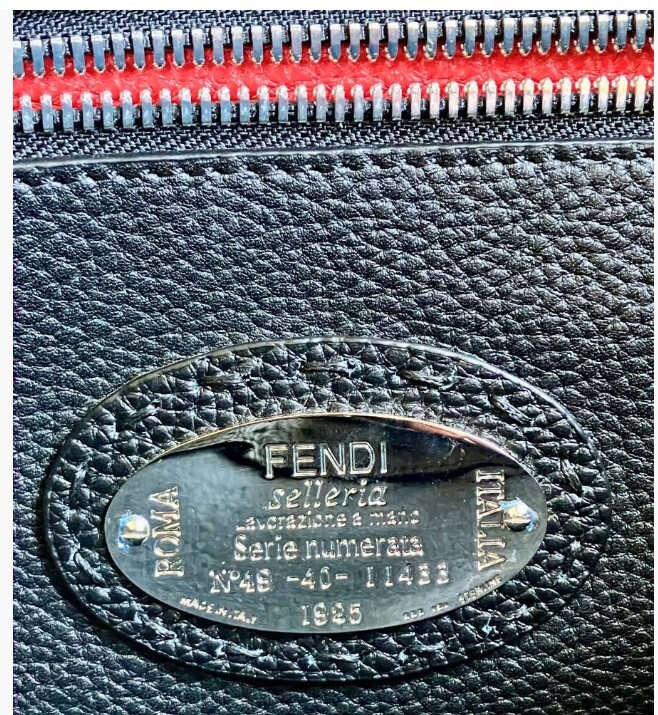 FENDI
selleria
Lavorazione a mano
Serie numerata
ROMA
ITALIA
N°48 -40- 11433
1925
MADE IN ITALY